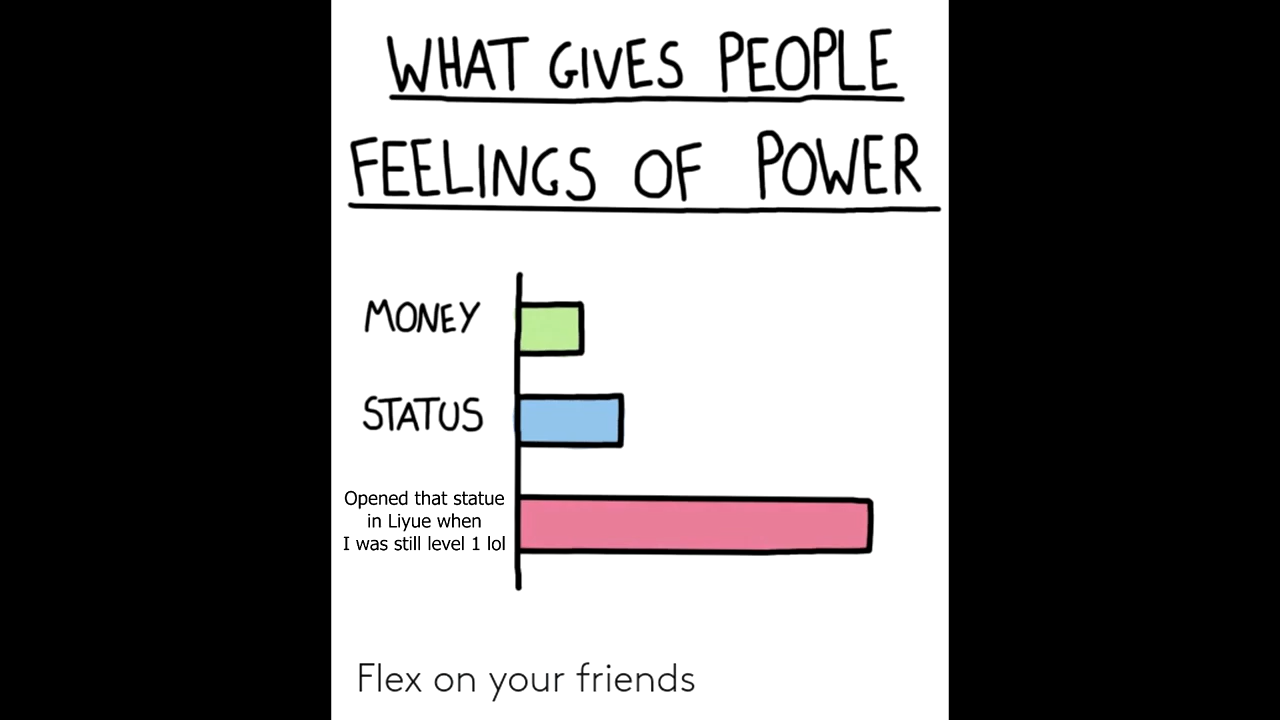 WHAT GIVES PEOPLE
FEELINGS OF POWER
MONEY
STATUS
Opened that statue
in Liyue when
I was still level 1 lol
Flex on your friends